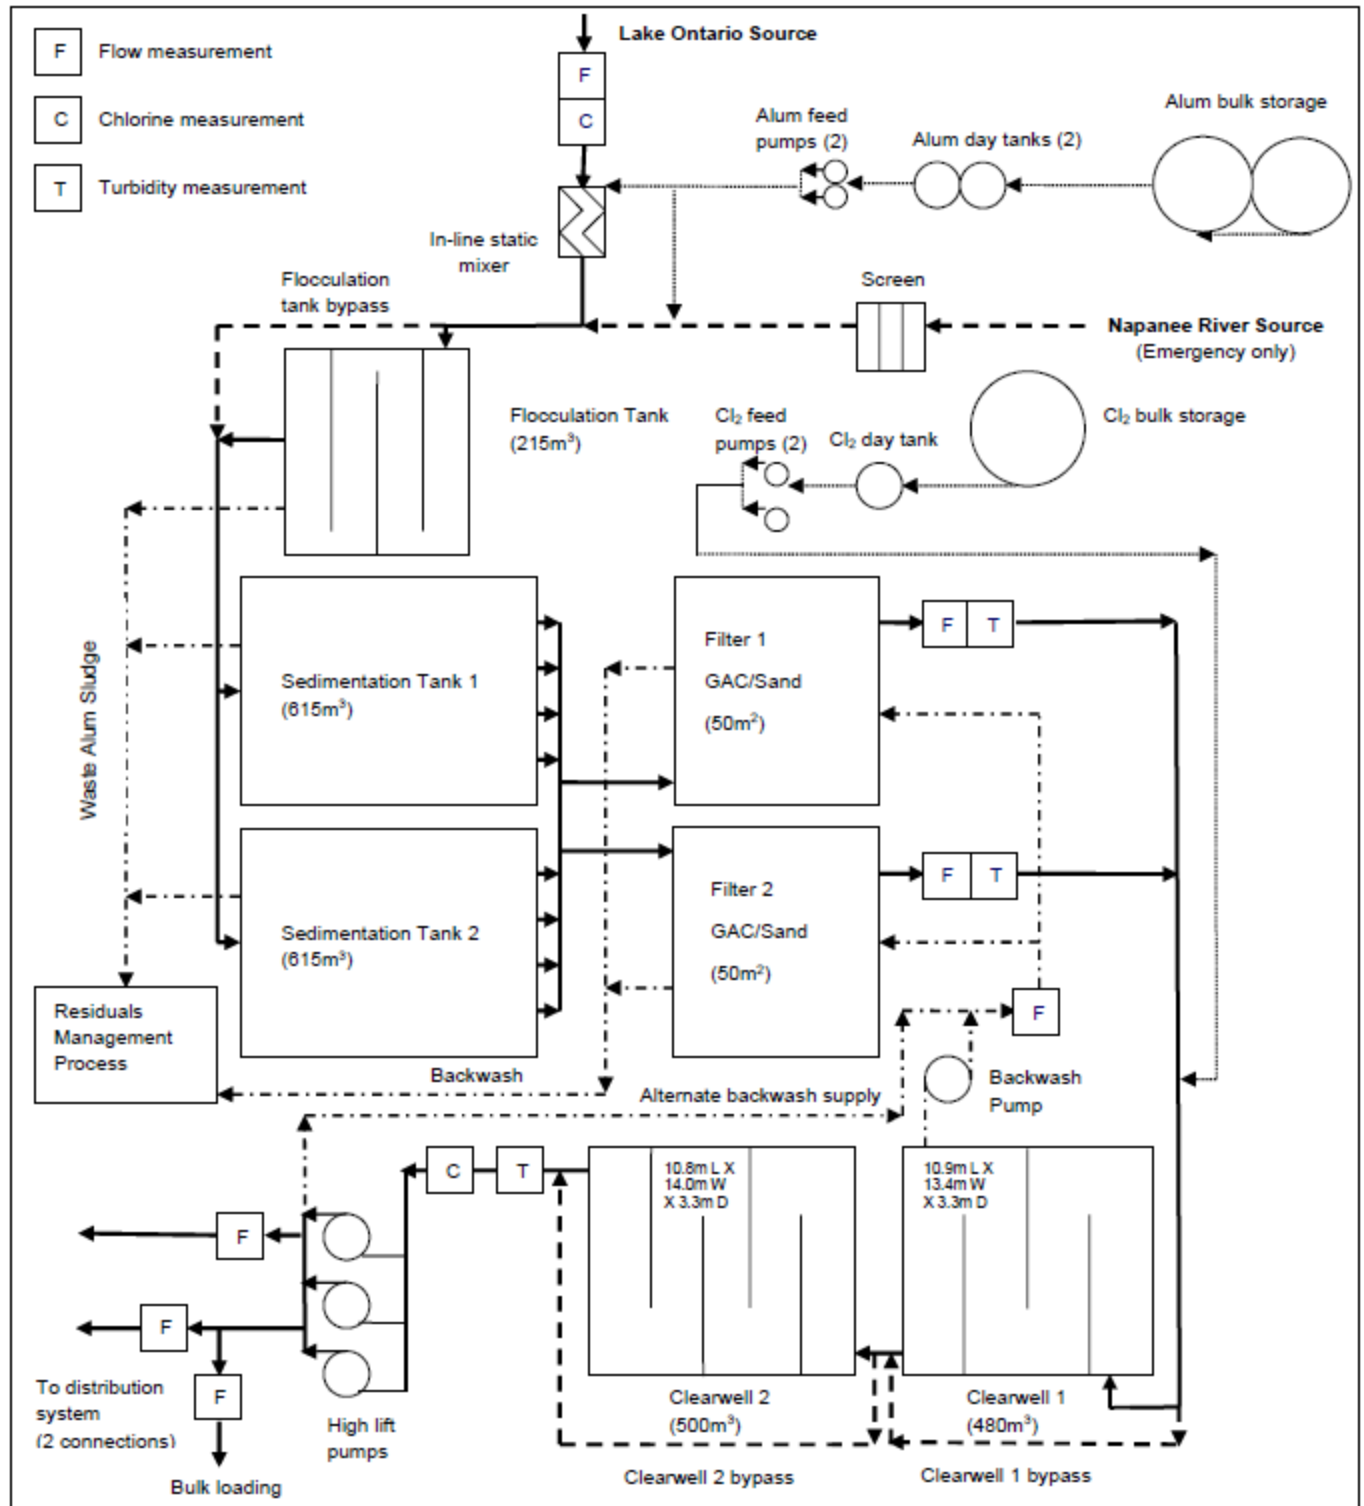 F Flow measurement
C Chlorine measurement
T Turbidity measurement
Lake Ontario Source
F
C
Alum feed
pumps (2)
Alum day tanks (2)
Alum bulk storage
In-line static
mixer
Flocculation
tank bypass
Screen
Napanee River Source
(Emergency only)
Flocculation Tank
(215m³)
Cl₂ feed
pumps (2)
Cl₂ day tank
Cl₂ bulk storage
Waste Alum Sludge
Sedimentation Tank 1
(615m³)
Filter 1
GAC/Sand
(50m²)
F T
Sedimentation Tank 2
(615m³)
Filter 2
GAC/Sand
(50m²)
F T
Residuals
Management
Process
F
Backwash
Alternate backwash supply
Backwash
Pump
C
T
10.8m L X
14.0m W
X 3.3m D
10.9m L X
13.4m W
X 3.3m D
F
F
F
To distribution
system
(2 connections)
High lift
pumps
Clearwell 2
(500m³)
Clearwell 1
(480m³)
Clearwell 2 bypass
Clearwell 1 bypass
Bulk loading